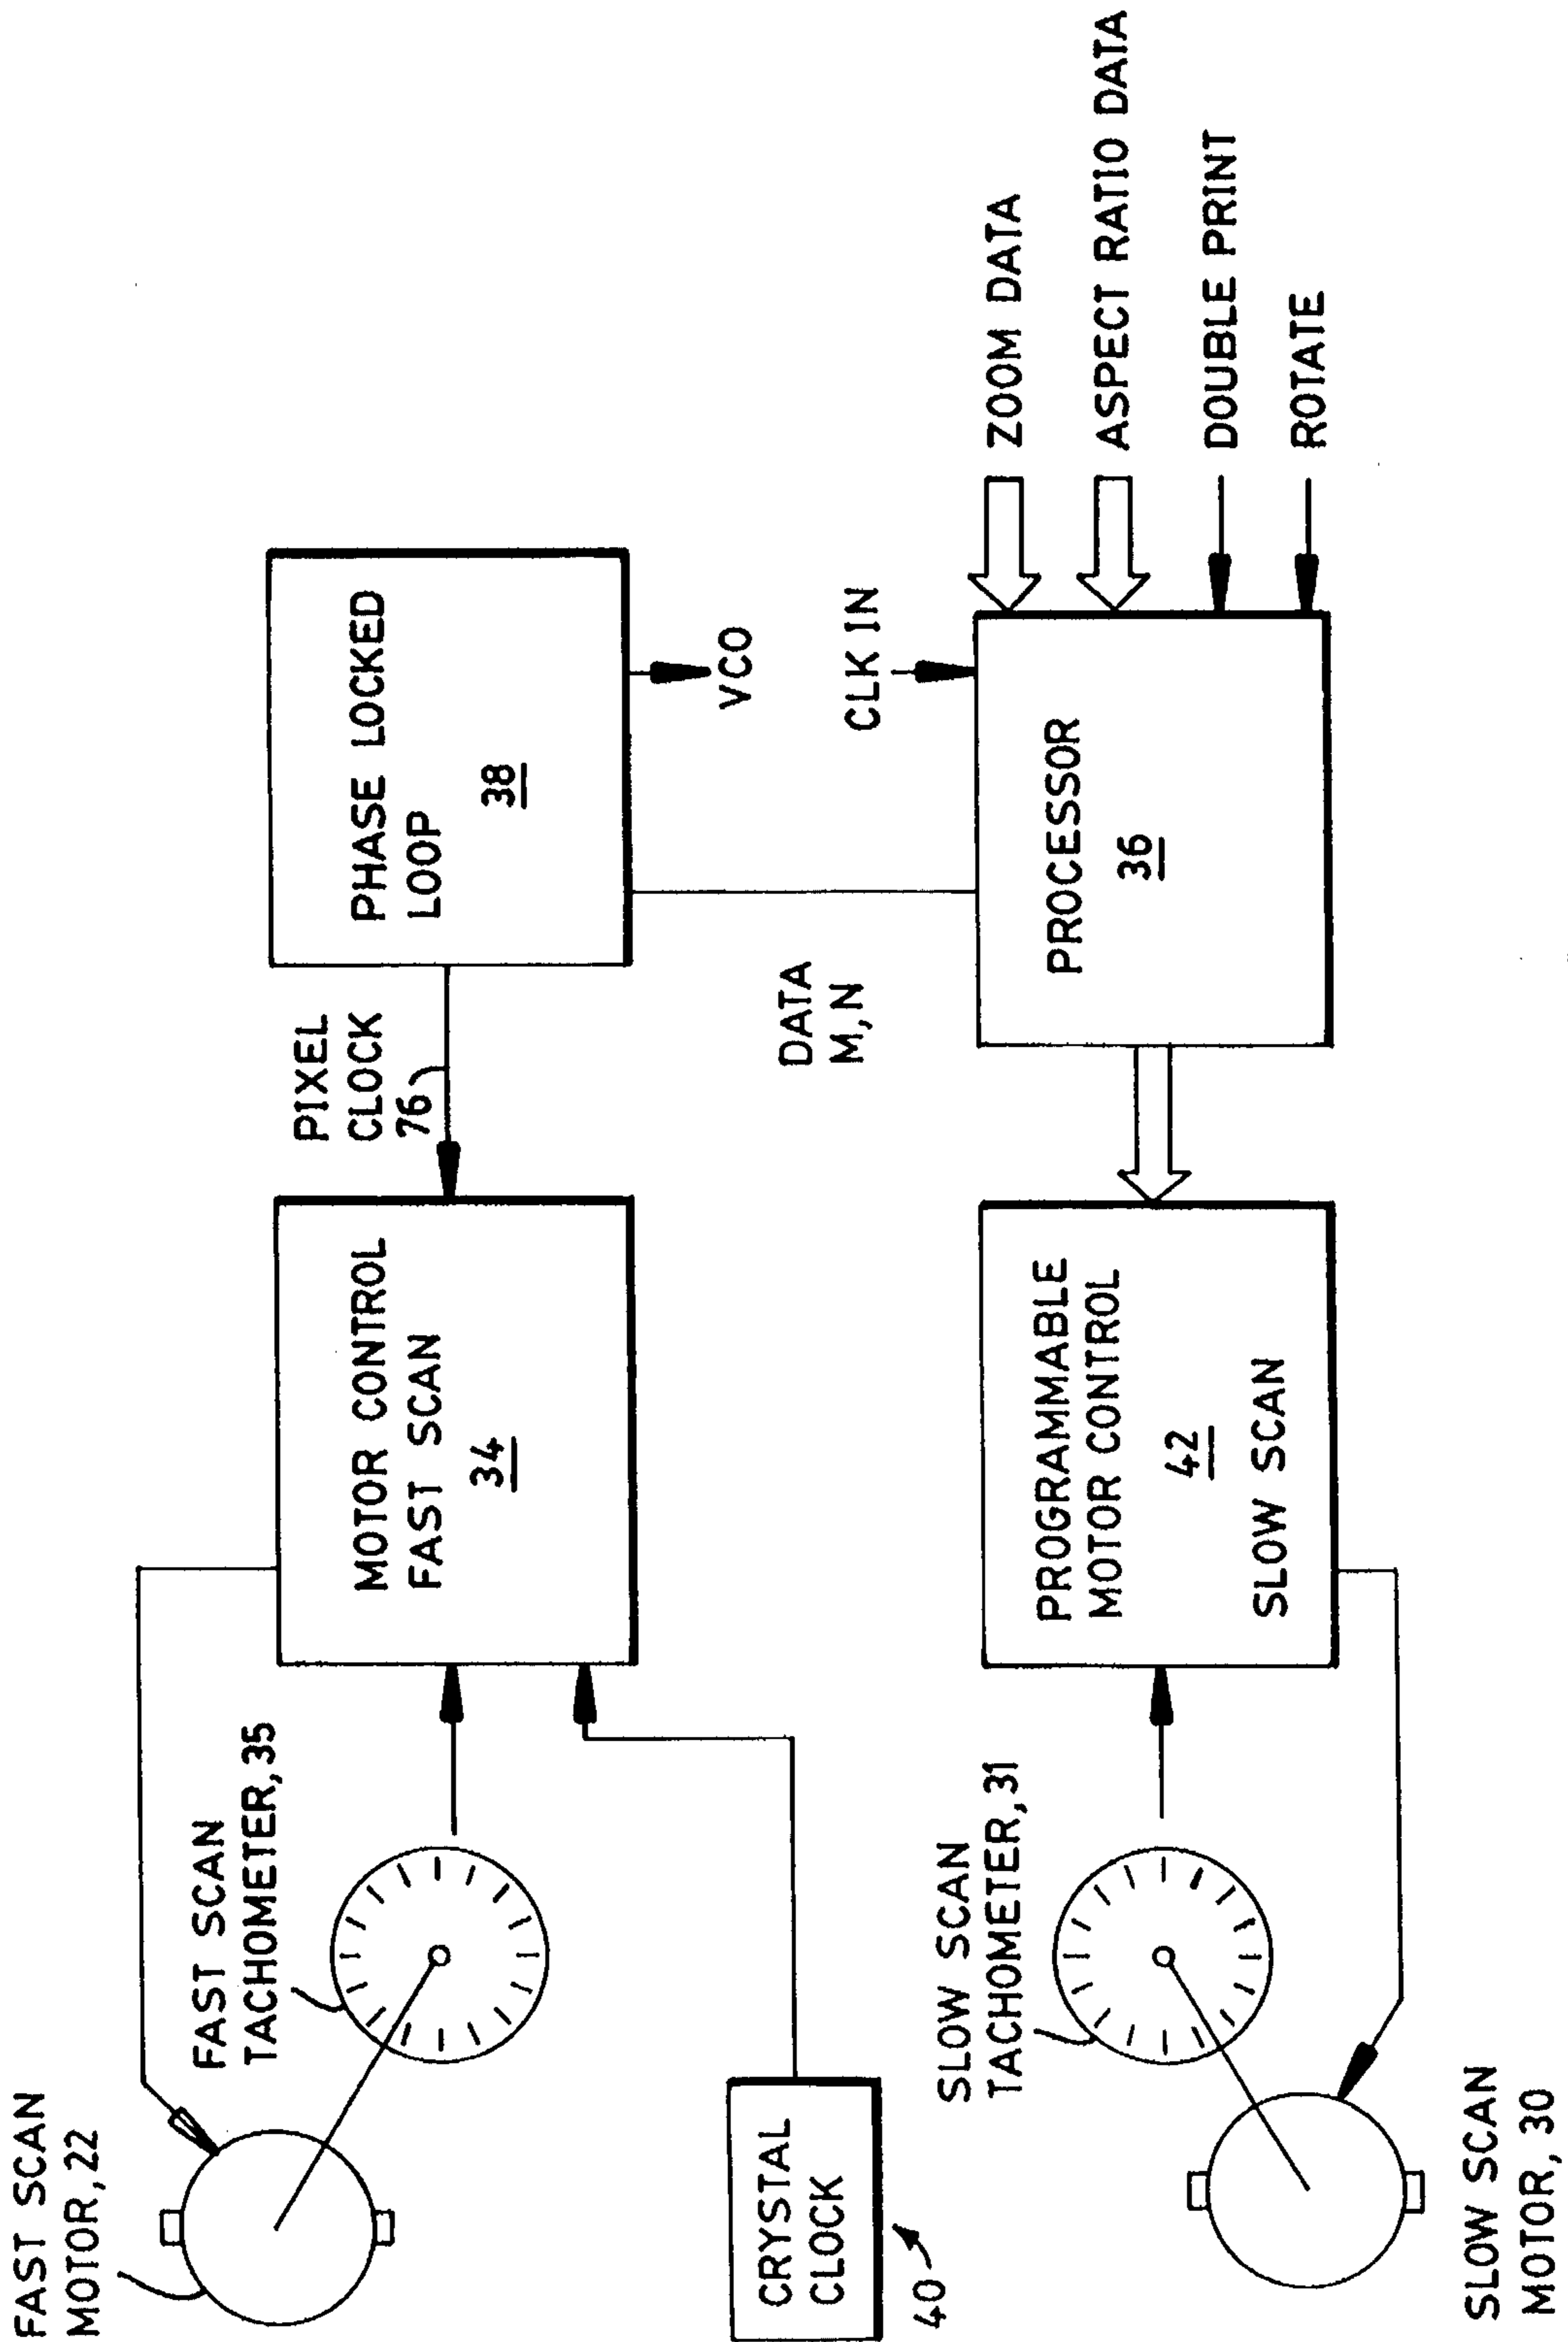 FAST SCAN
MOTOR, 22
FAST SCAN
TACHOMETER, 35
MOTOR CONTROL
FAST SCAN
34
PIXEL
CLOCK
76
PHASE LOCKED
LOOP
38
VCO
CRYSTAL
CLOCK
40
DATA
M,N
CLK IN
SLOW SCAN
TACHOMETER, 31
PROGRAMMABLE
MOTOR CONTROL
42
SLOW SCAN
PROCESSOR
36
ZOOM DATA
ASPECT RATIO DATA
DOUBLE PRINT
ROTATE
SLOW SCAN
MOTOR, 30